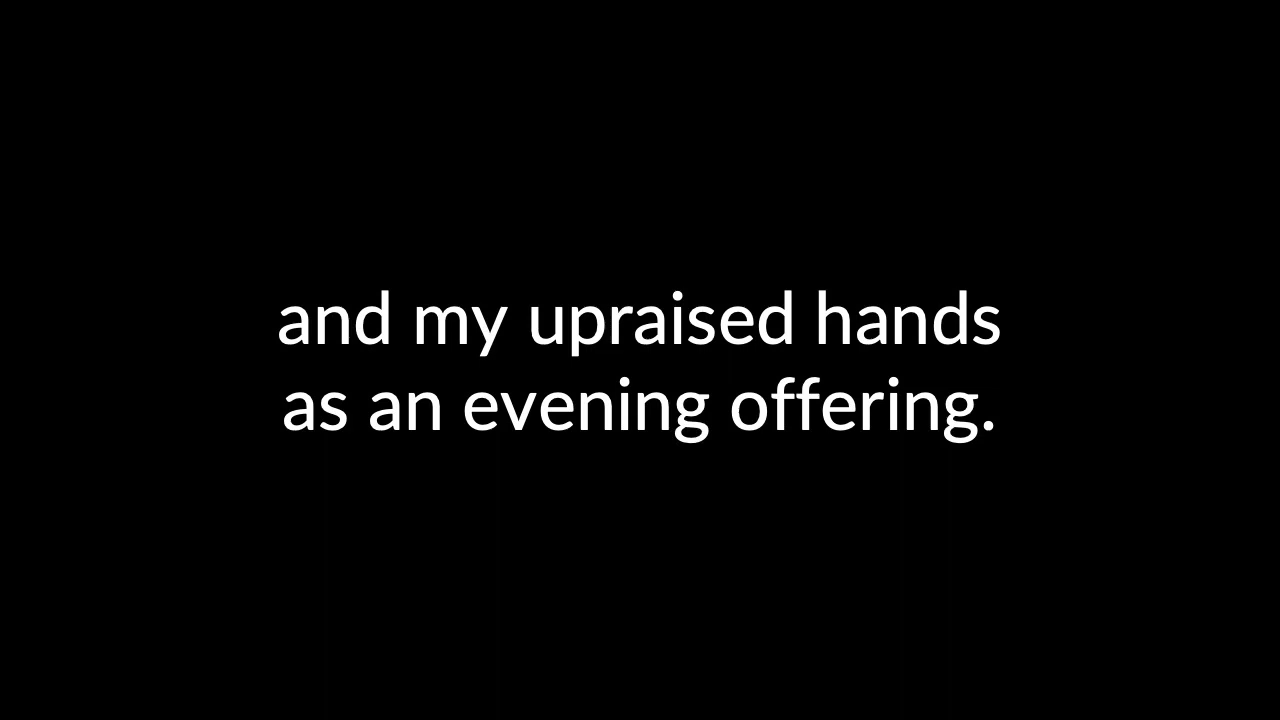 and my upraised hands
as an evening offering.